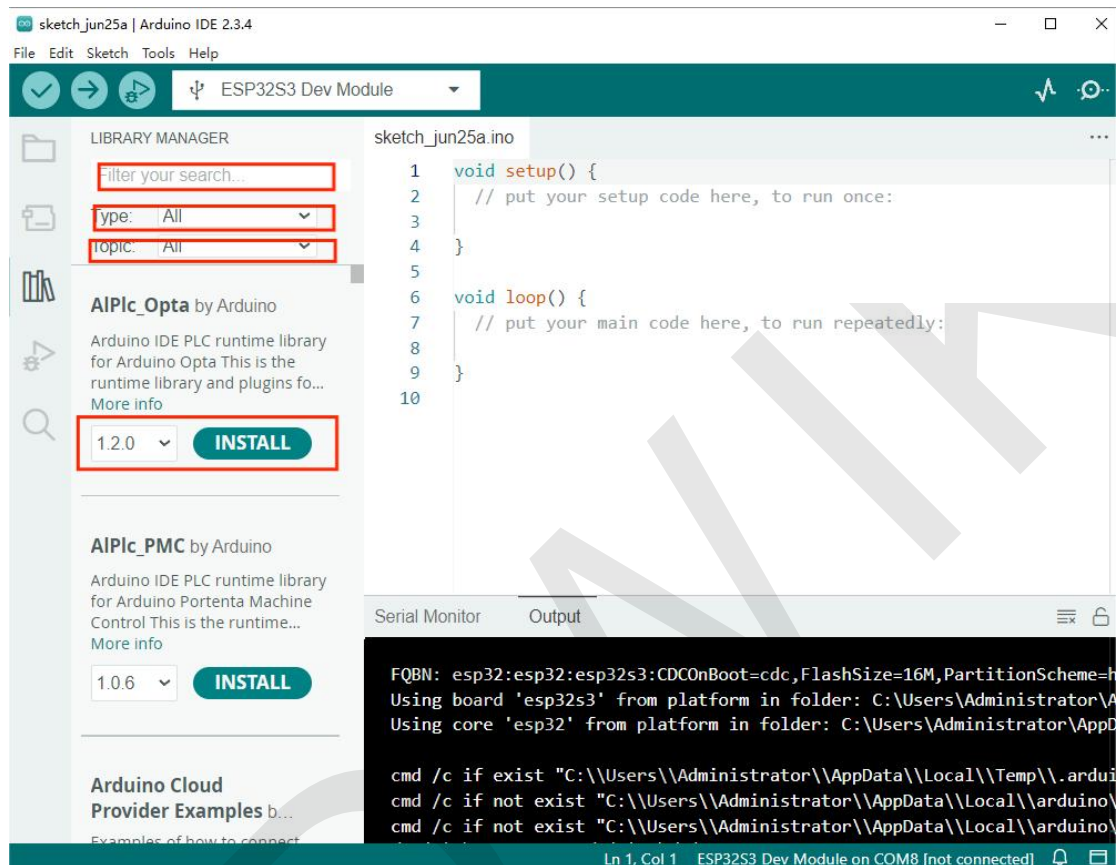 sketch_jun25a | Arduino IDE 2.3.4
File Edit Sketch Tools Help
ESP32S3 Dev Module
LIBRARY MANAGER
Filter your search...
Type: All
Topic: All
AlPlc_Opta by Arduino
Arduino IDE PLC runtime library
for Arduino Opta This is the
runtime library and plugins fo...
More info
1.2.0 INSTALL
AlPlc_PMC by Arduino
Arduino IDE PLC runtime library
for Arduino Portenta Machine
Control This is the runtime...
More info
1.0.6 INSTALL
Arduino Cloud
Provider Examples b...
Examples of how to connect
sketch_jun25a.ino
1 void setup() {
2 // put your setup code here, to run once:
3
4 }
5
6 void loop() {
7 // put your main code here, to run repeatedly:
8
9 }
10
Serial Monitor Output
FQBN: esp32:esp32:esp32s3:CDCOnBoot=cdc,FlashSize=16M,PartitionScheme=h
Using board 'esp32s3' from platform in folder: C:\Users\Administrator\A
Using core 'esp32' from platform in folder: C:\Users\Administrator\AppD
cmd /c if exist "C:\\Users\\Administrator\\AppData\\Local\\Temp\\.ardui
cmd /c if not exist "C:\\Users\\Administrator\\AppData\\Local\\arduino\
cmd /c if not exist "C:\\Users\\Administrator\\AppData\\Local\\arduino\
Ln 1, Col 1 ESP32S3 Dev Module on COM8 [not connected]